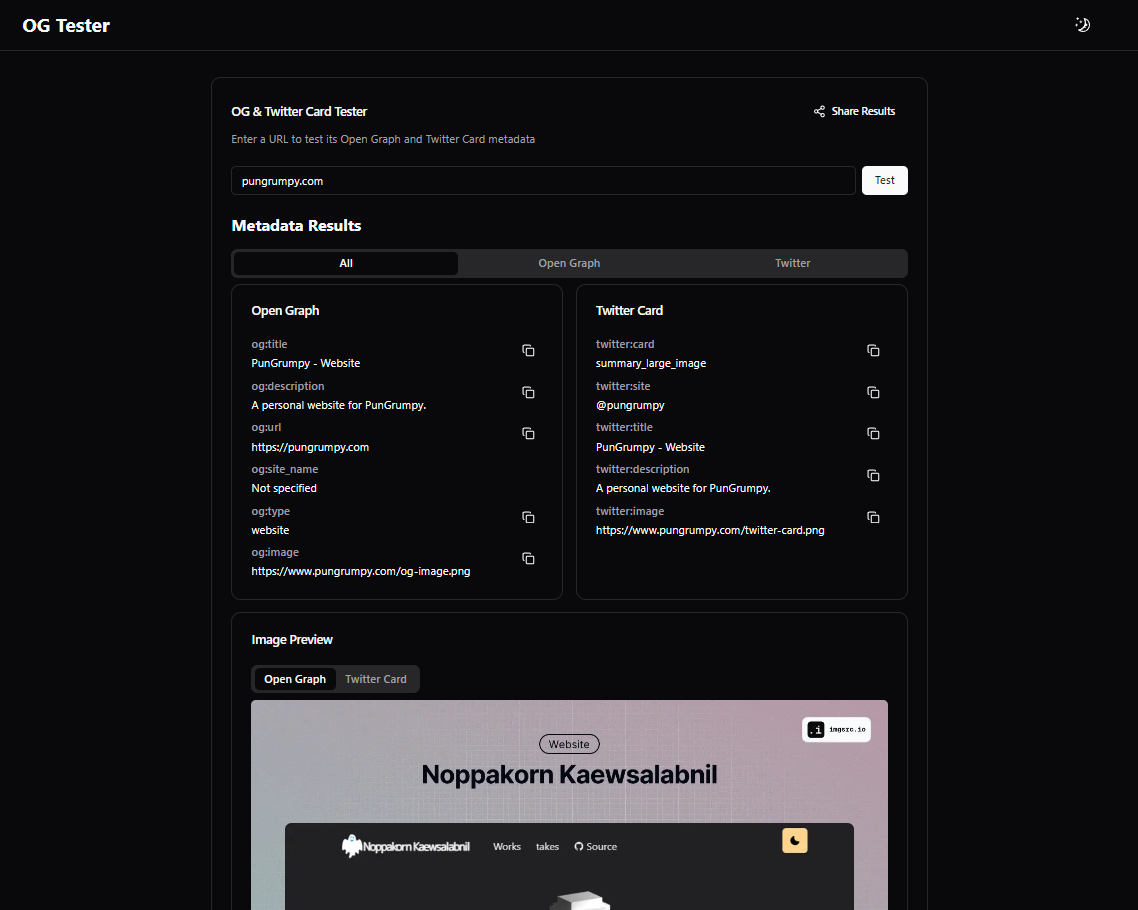 OG Tester
OG & Twitter Card Tester
Share Results
Enter a URL to test its Open Graph and Twitter Card metadata
pungrumpy.com
Test
Metadata Results
All
Open Graph
Twitter
Open Graph
og:title
PunGrumpy - Website
og:description
A personal website for PunGrumpy.
og:url
https://pungrumpy.com
og:site_name
Not specified
og:type
website
og:image
https://www.pungrumpy.com/og-image.png
Twitter Card
twitter:card
summary_large_image
twitter:site
@pungrumpy
twitter:title
PunGrumpy - Website
twitter:description
A personal website for PunGrumpy.
twitter:image
https://www.pungrumpy.com/twitter-card.png
Image Preview
Open Graph
Twitter Card
.i imgsrc.io
Website
Noppakorn Kaewsalabnil
Noppakorn Kaewsalabnil
Works
takes
Source